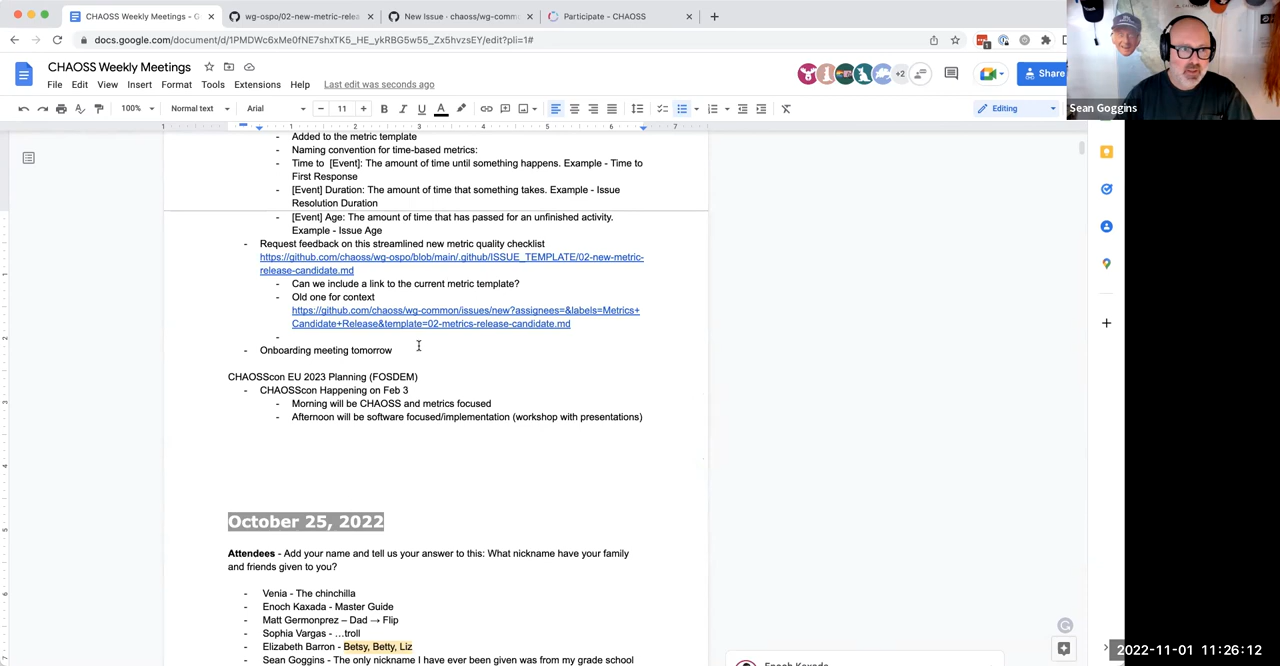 CHAOSS Weekly Meetings - G
wg-ospo/02-new-metric-relea
New Issue · chaoss/wg-comm
Participate - CHAOSS
docs.google.com/document/d/1PMDWc6xMe0fNE7shxTK5_HE_ykRBG5w55_Zx5hvzsEY/edit?pli=1#
CHAOSS Weekly Meetings
File Edit View Insert Format Tools Extensions Help Last edit was seconds ago
+2
Share
100% Normal text Arial 11 Editing
Sean Goggins
Added to the metric template
- Naming convention for time-based metrics:
- Time to [Event]: The amount of time until something happens. Example - Time to
First Response
- [Event] Duration: The amount of time that something takes. Example - Issue
Resolution Duration
- [Event] Age: The amount of time that has passed for an unfinished activity.
Example - Issue Age
- Request feedback on this streamlined new metric quality checklist
https://github.com/chaoss/wg-ospo/blob/main/.github/ISSUE_TEMPLATE/02-new-metric-
release-candidate.md
- Can we include a link to the current metric template?
- Old one for context
https://github.com/chaoss/wg-common/issues/new?assignees=&labels=Metrics+
Candidate+Release&template=02-metrics-release-candidate.md
-
- Onboarding meeting tomorrow
CHAOSScon EU 2023 Planning (FOSDEM)
- CHAOSScon Happening on Feb 3
- Morning will be CHAOSS and metrics focused
- Afternoon will be software focused/implementation (workshop with presentations)
October 25, 2022
Attendees - Add your name and tell us your answer to this: What nickname have your family
and friends given to you?
- Venia - The chinchilla
- Enoch Kaxada - Master Guide
- Matt Germonprez – Dad → Flip
- Sophia Vargas - …troll
- Elizabeth Barron - Betsy, Betty, Liz
- Sean Goggins - The only nickname I have ever been given was from my grade school
Enoch Kaxada
2022-11-01 11:26:12